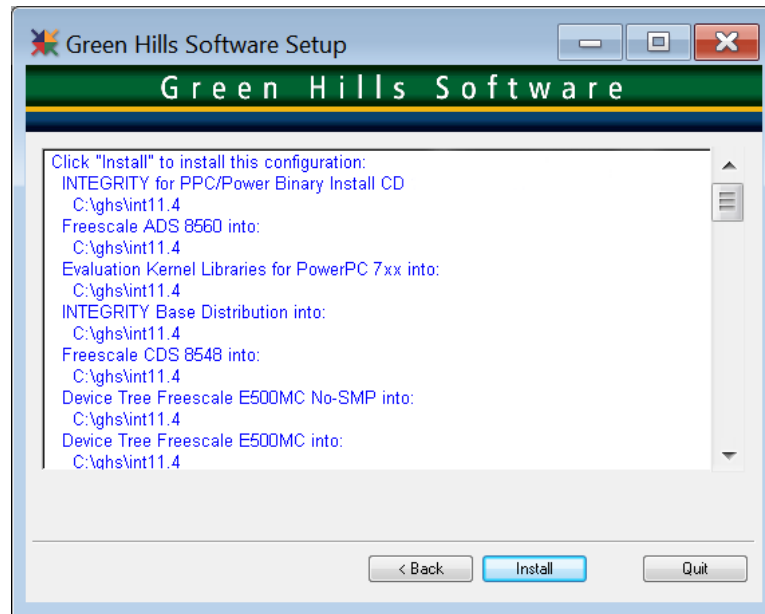 Green Hills Software Setup
Green Hills Software
Click "Install" to install this configuration:
INTEGRITY for PPC/Power Binary Install CD
C:\ghs\int11.4
Freescale ADS 8560 into:
C:\ghs\int11.4
Evaluation Kernel Libraries for PowerPC 7xx into:
C:\ghs\int11.4
INTEGRITY Base Distribution into:
C:\ghs\int11.4
Freescale CDS 8548 into:
C:\ghs\int11.4
Device Tree Freescale E500MC No-SMP into:
C:\ghs\int11.4
Device Tree Freescale E500MC into:
C:\ghs\int11.4
< Back Install Quit